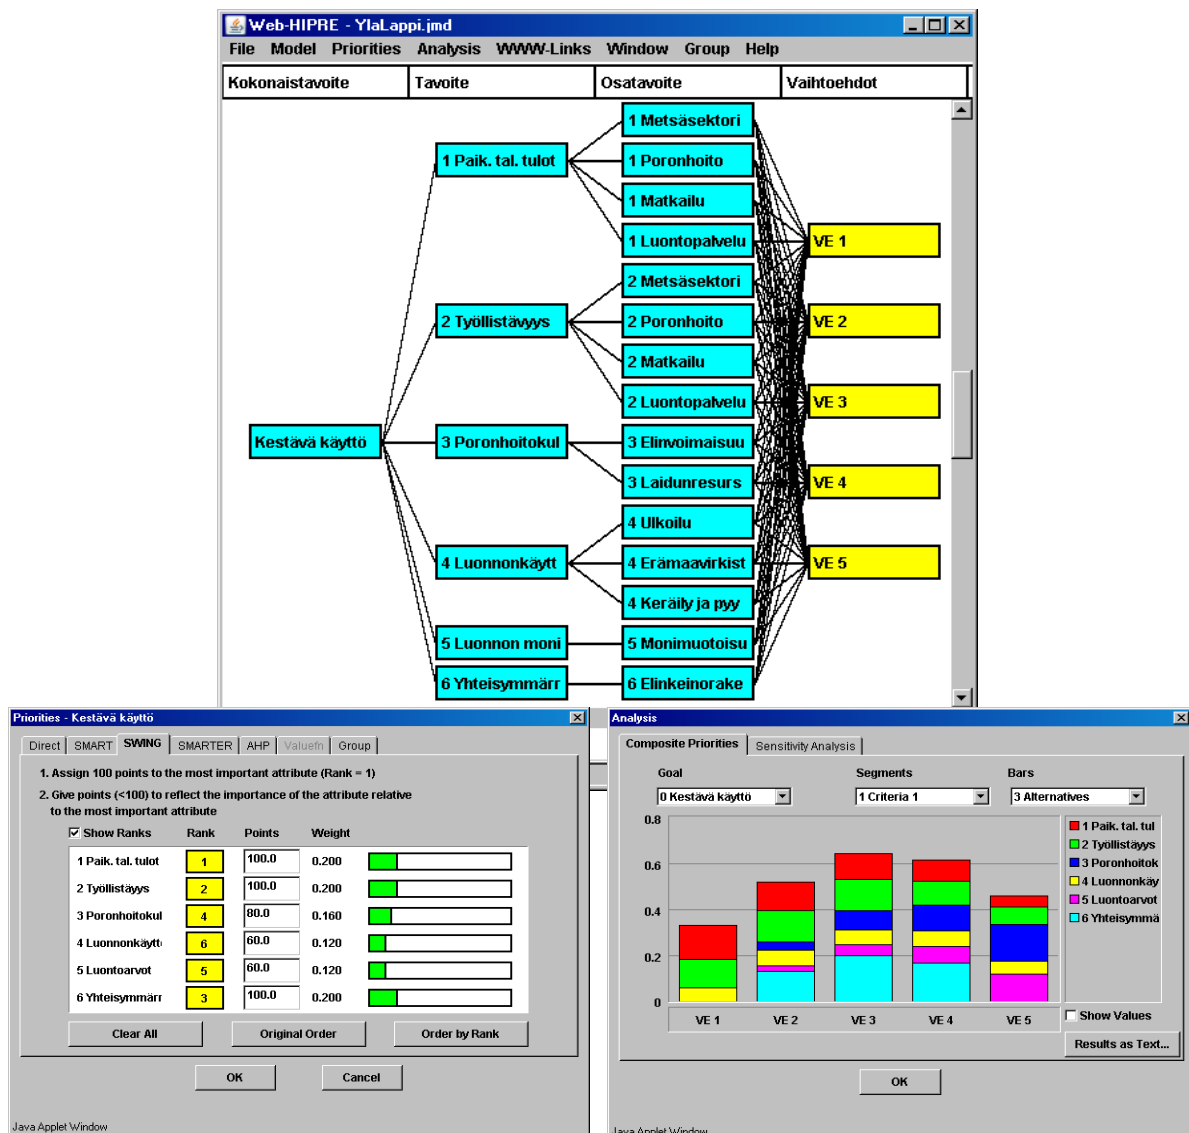 Web-HIPRE - YlaLappi.jmd
File Model Priorities Analysis WWW-Links Window Group Help
Kokonaistavoite Tavoite Osatavoite Vaihtoehdot
1 Metsäsektori
1 Paik. tal. tulot
1 Poronhoito
1 Matkailu
1 Luontopalvelu
VE 1
2 Metsäsektori
2 Työllistävyys
2 Poronhoito
VE 2
2 Matkailu
2 Luontopalvelu
VE 3
Kestävä käyttö
3 Poronhoitokul
3 Elinvoimaisuu
3 Laidunresurs
VE 4
4 Ulkoilu
4 Luonnonkäytt
4 Erämaavirkist
VE 5
4 Keräily ja pyy
5 Luonnon moni
5 Monimuotoisu
6 Yhteisymmärr
6 Elinkeinorake
Priorities - Kestävä käyttö
Direct SMART SWING SMARTER AHP Valuefn Group
1. Assign 100 points to the most important attribute (Rank = 1)
2. Give points (<100) to reflect the importance of the attribute relative
to the most important attribute
Show Ranks Rank Points Weight
1 Paik. tal. tulot 1 100.0 0.200
2 Työllistäyys 2 100.0 0.200
3 Poronhoitokul 4 80.0 0.160
4 Luonnonkäytt 6 60.0 0.120
5 Luontoarvot 5 60.0 0.120
6 Yhteisymmärr 3 100.0 0.200
Clear All Original Order Order by Rank
OK Cancel
Java Applet Window
Analysis
Composite Priorities Sensitivity Analysis
Goal Segments Bars
0 Kestävä käyttö 1 Criteria 1 3 Alternatives
0.8
0.6
0.4
0.2
0
VE 1 VE 2 VE 3 VE 4 VE 5
1 Paik. tal. tul
2 Työllistäyys
3 Poronhoitok
4 Luonnonkäy
5 Luontoarvot
6 Yhteisymmä
Show Values
Results as Text...
OK
Java Applet Window